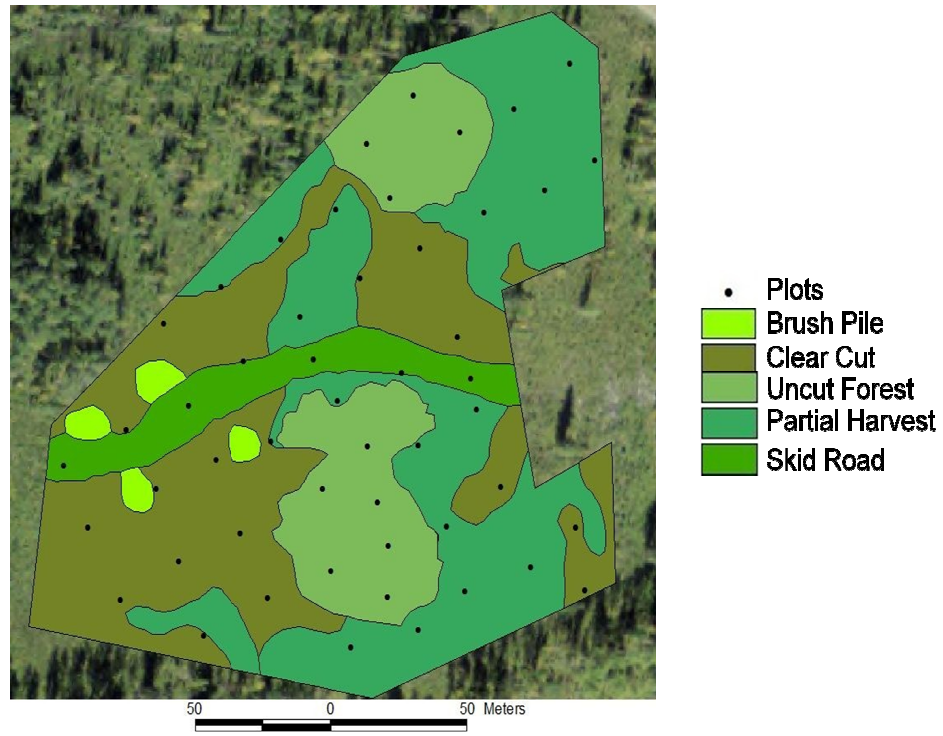 Plots
Brush Pile
Clear Cut
Uncut Forest
Partial Harvest
Skid Road
50 0 50 Meters